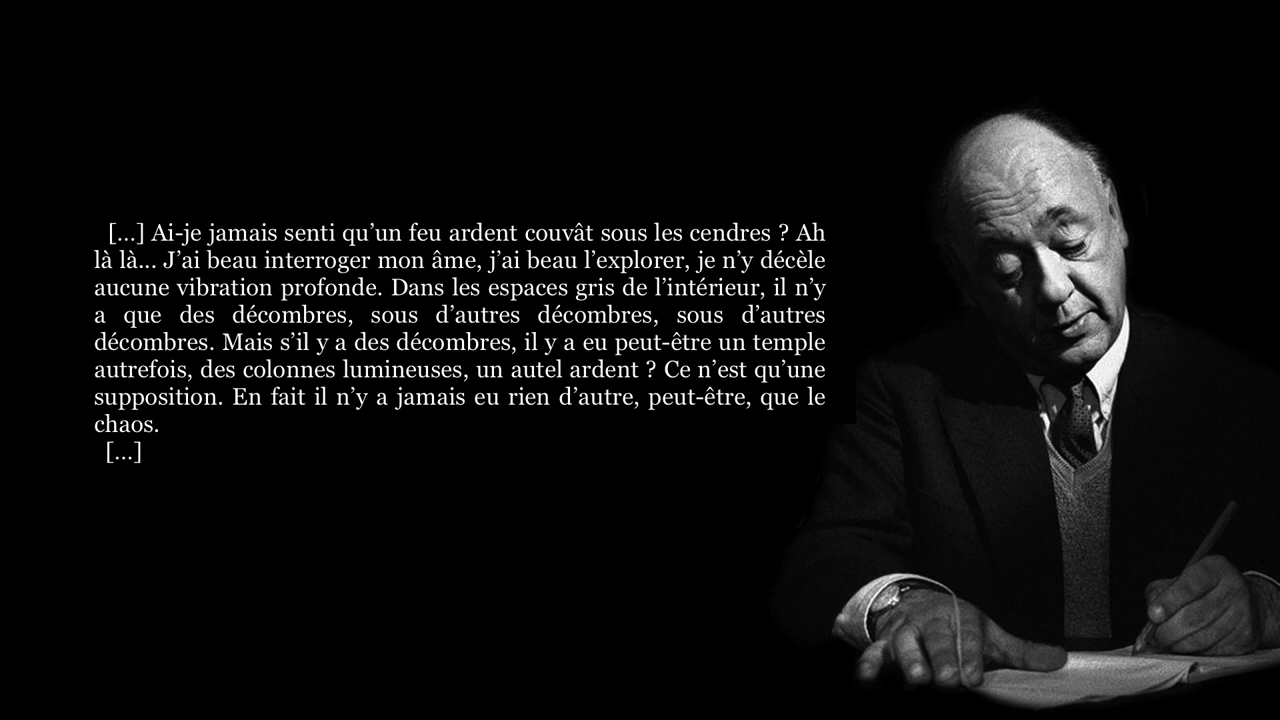 [...] Ai-je jamais senti qu’un feu ardent couvât sous les cendres ? Ah
là là... J’ai beau interroger mon âme, j’ai beau l’explorer, je n’y décèle
aucune vibration profonde. Dans les espaces gris de l’intérieur, il n’y
a que des décombres, sous d’autres décombres, sous d’autres
décombres. Mais s’il y a des décombres, il y a eu peut-être un temple
autrefois, des colonnes lumineuses, un autel ardent ? Ce n’est qu’une
supposition. En fait il n’y a jamais eu rien d’autre, peut-être, que le
chaos.
[...]